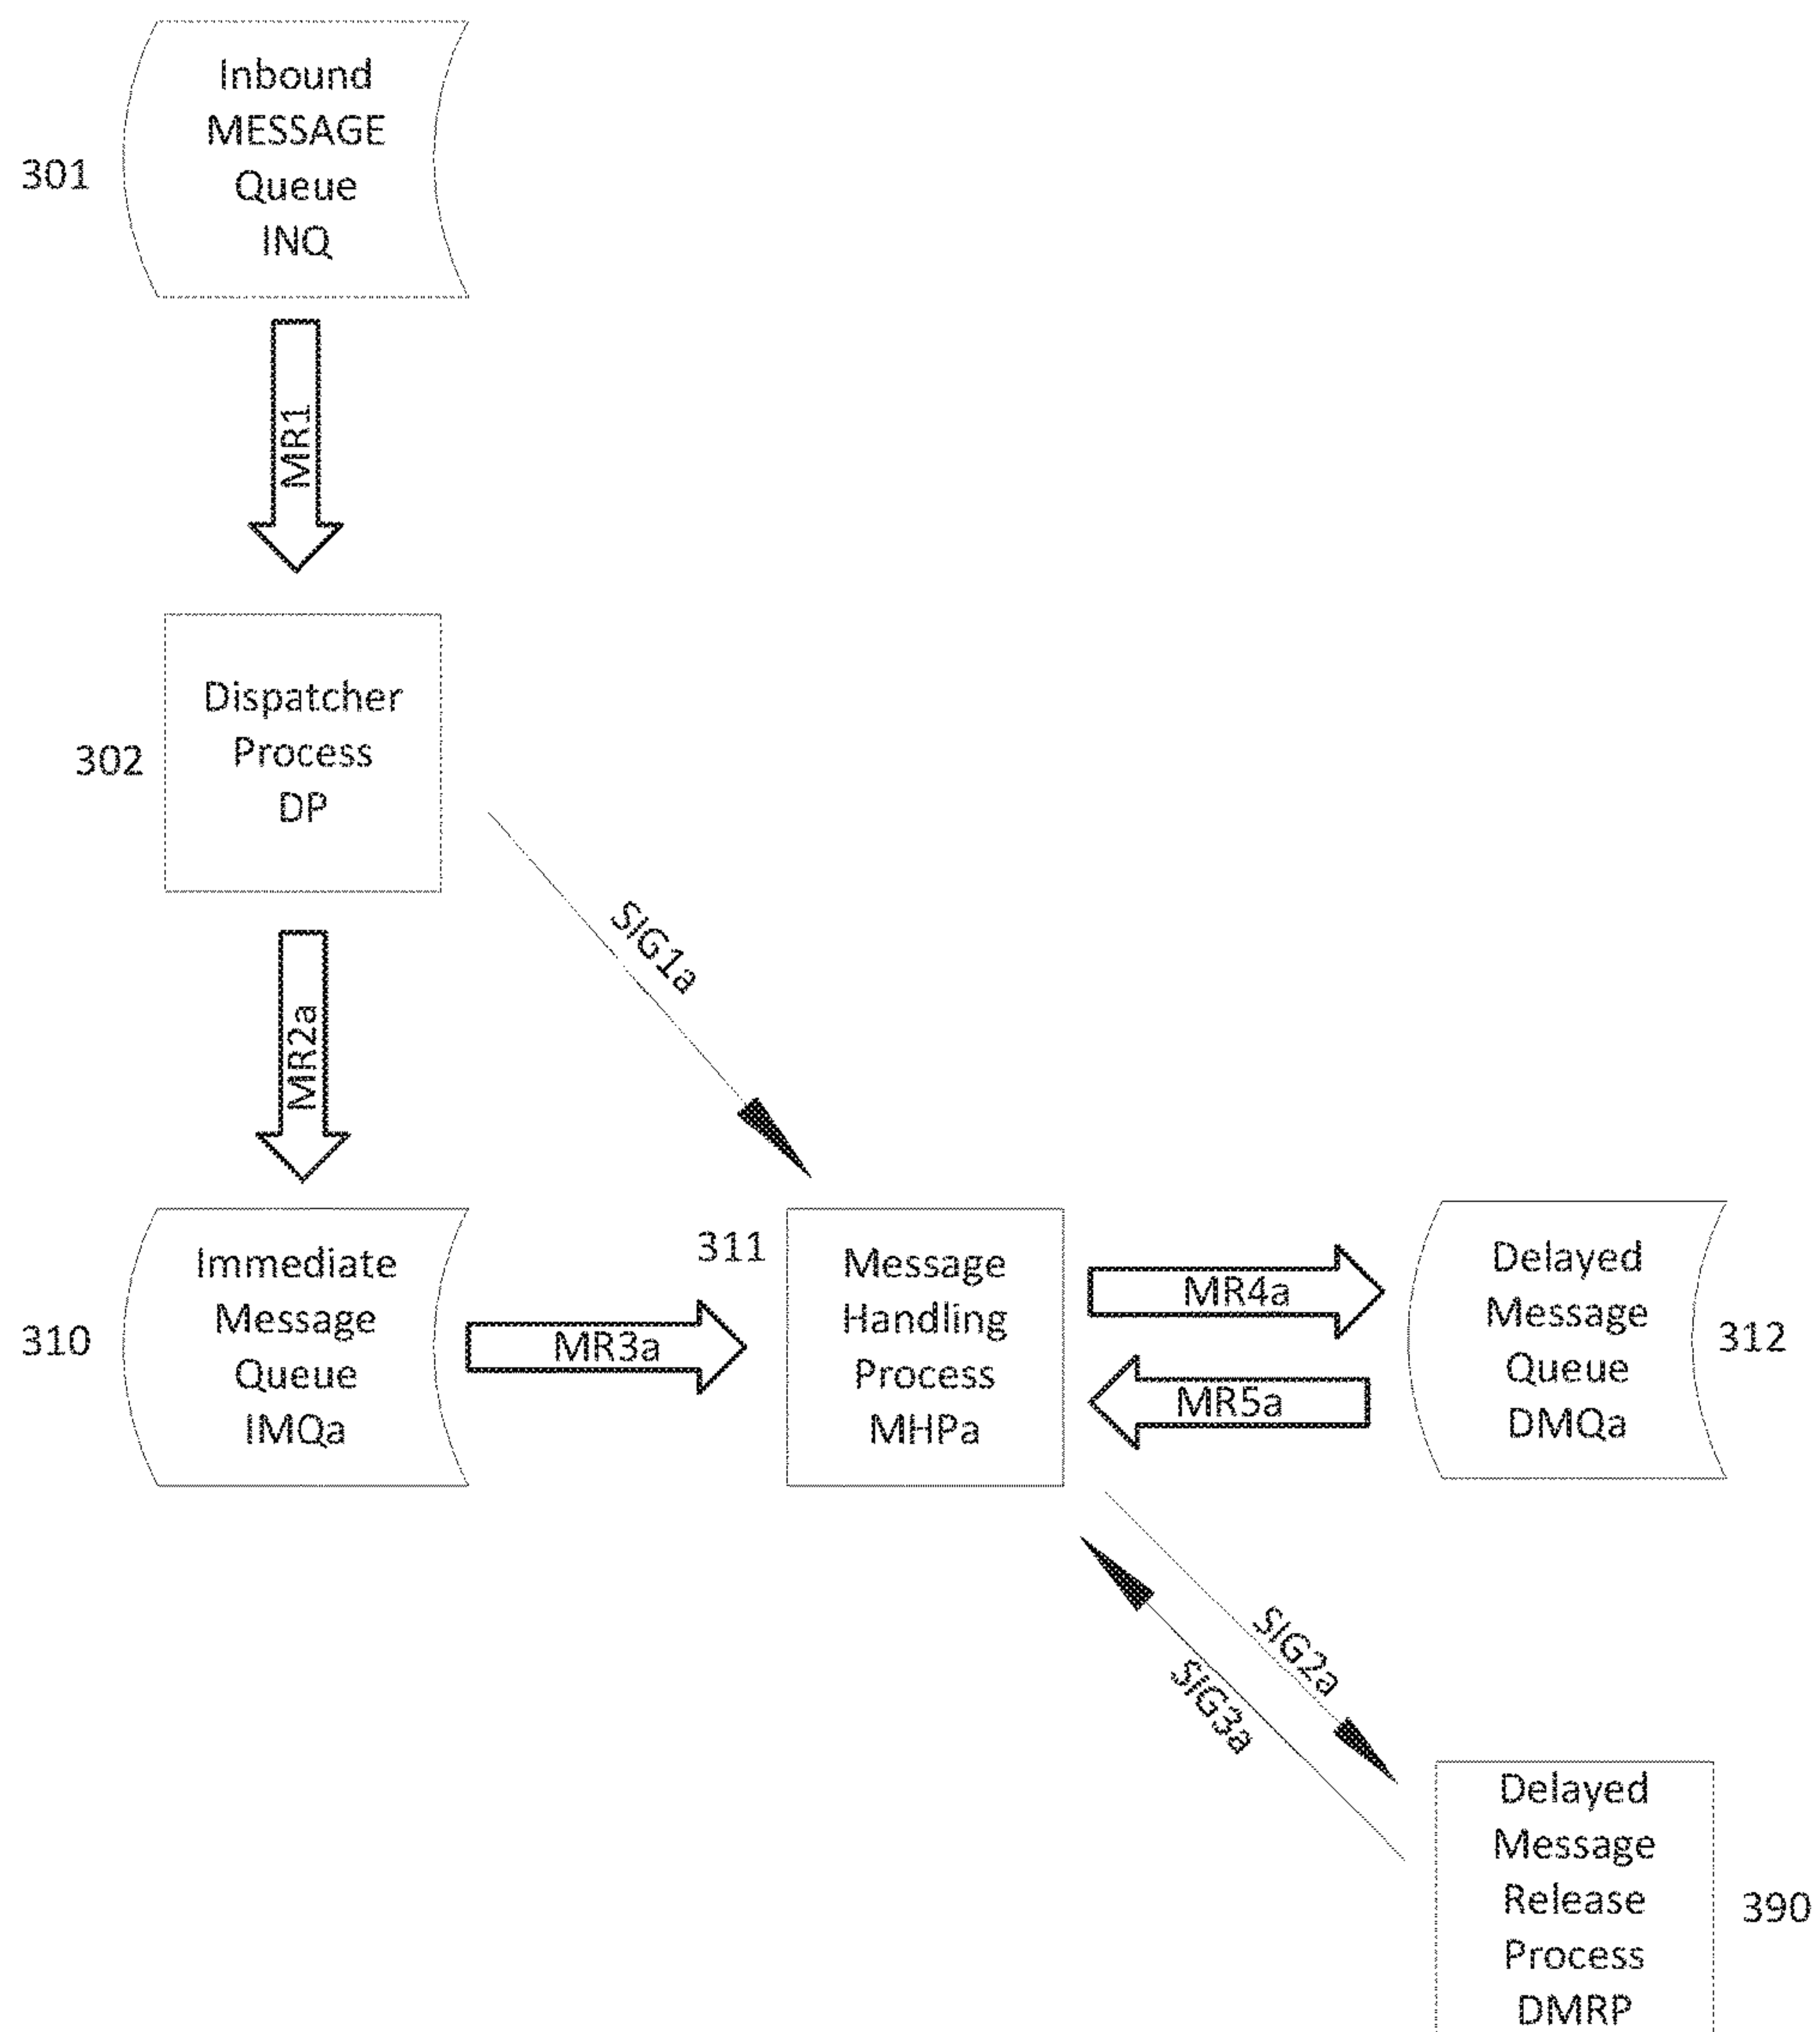 Inbound
MESSAGE
Queue
INQ
301
MR1
Dispatcher
Process
DP
302
SIG1a
MR2a
Immediate
Message
Queue
IMQa
310
MR3a
311
Message
Handling
Process
MHPa
MR4a
MR5a
Delayed
Message
Queue
DMQa
312
SIG2a
SIG3a
Delayed
Message
Release
Process
DMRP
390